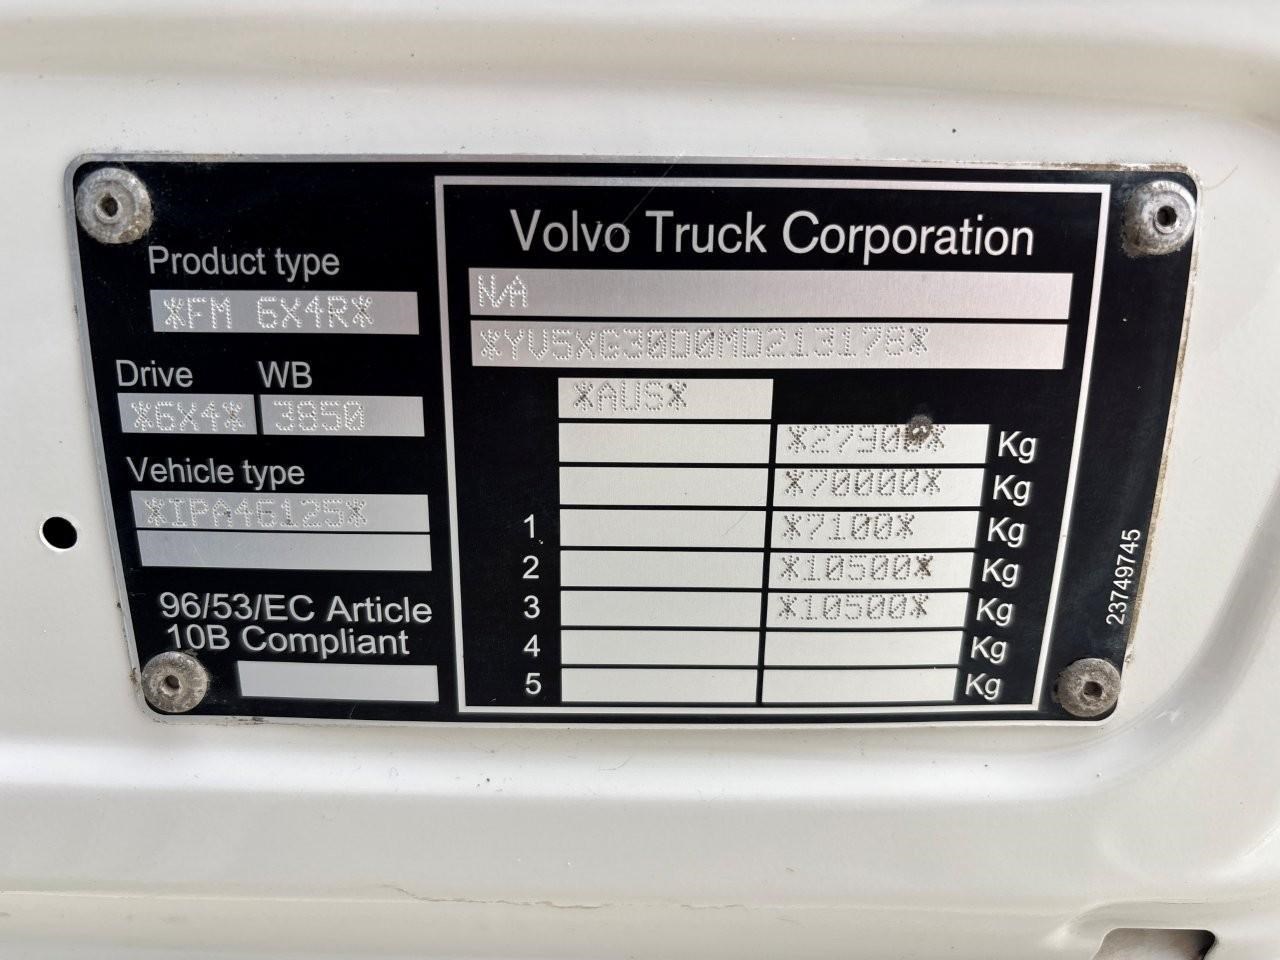 Volvo Truck Corporation
Product type
*FM 6X4R*
N/A
*YV5XG30D0MD213178*
Drive WB
*6X4* 3850
*AUS*
*27900* Kg
Vehicle type
*IPA46125*
*70000* Kg
1 *7100* Kg
2 *10500* Kg
96/53/EC Article
10B Compliant
3 *10500* Kg
4 Kg
5 Kg
23749745